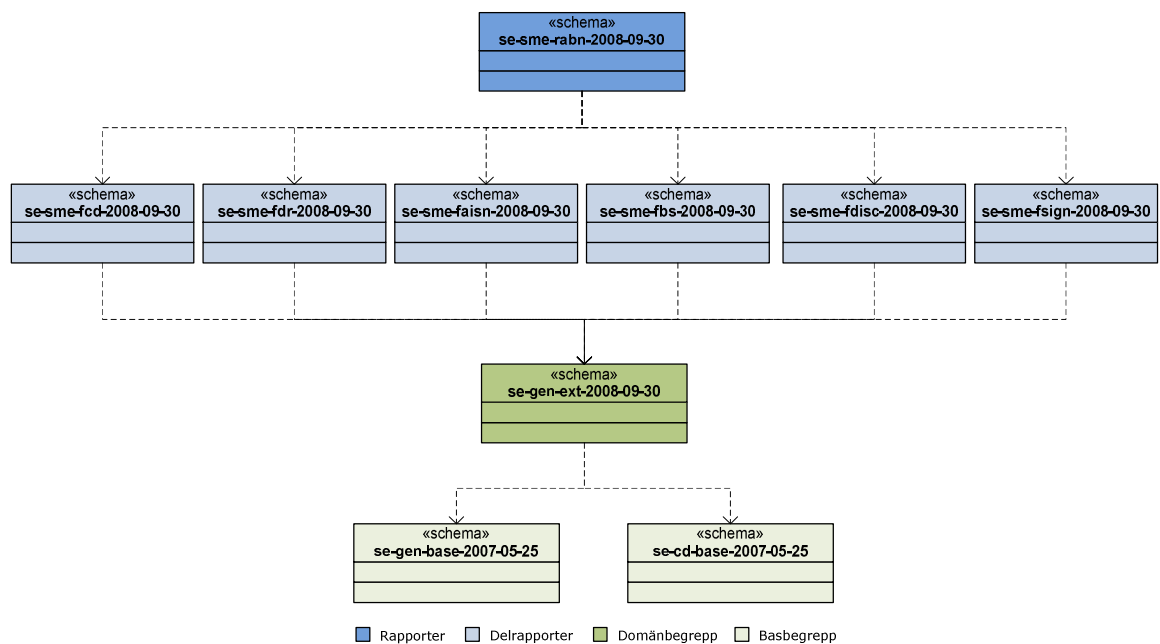 «schema»
se-sme-rabn-2008-09-30
«schema»
se-sme-fcd-2008-09-30
«schema»
se-sme-fdr-2008-09-30
«schema»
se-sme-faisn-2008-09-30
«schema»
se-sme-fbs-2008-09-30
«schema»
se-sme-fdisc-2008-09-30
«schema»
se-sme-fsign-2008-09-30
«schema»
se-gen-ext-2008-09-30
«schema»
se-gen-base-2007-05-25
«schema»
se-cd-base-2007-05-25
Rapporter Delrapporter Domänbegrepp Basbegrepp